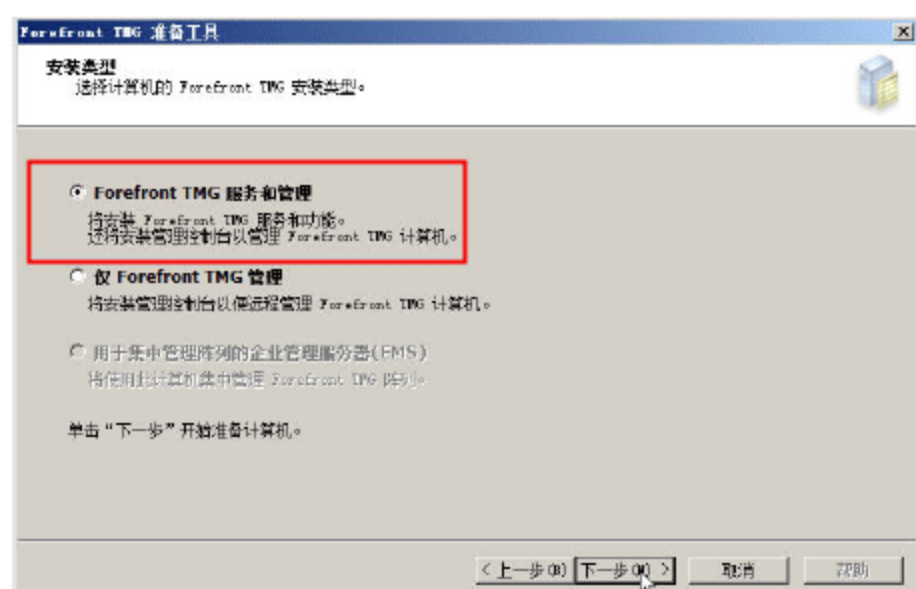 Forefront TMG 准备工具
安装类型
选择计算机的 Forefront TMG 安装类型。
Forefront TMG 服务和管理
将安装 Forefront TMG 服务和功能。
还将安装管理控制台以管理 Forefront TMG 计算机。
仅 Forefront TMG 管理
将安装管理控制台以便远程管理 Forefront TMG 计算机。
用于集中管理阵列的企业管理服务器(EMS)
将使用此计算机集中管理 Forefront TMG 阵列。
单击“下一步”开始准备计算机。
< 上一步(B) 下一步(N) > 取消 帮助